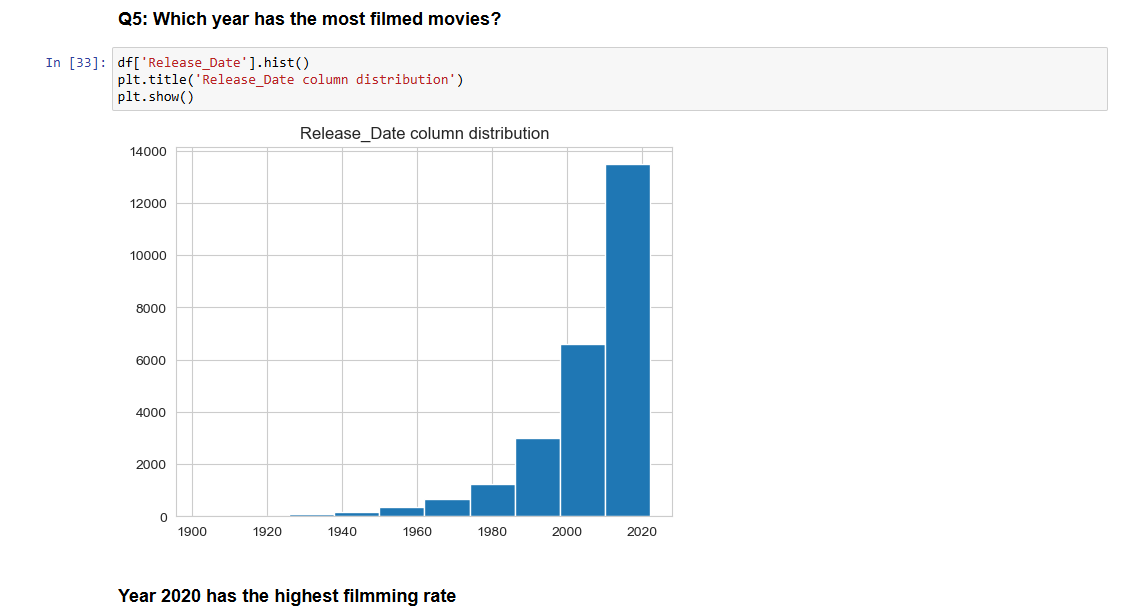 Q5: Which year has the most filmed movies?
In [33]: df['Release_Date'].hist()
plt.title('Release_Date column distribution')
plt.show()
Release_Date column distribution
14000
12000
10000
8000
6000
4000
2000
0
1900 1920 1940 1960 1980 2000 2020
Year 2020 has the highest filmming rate